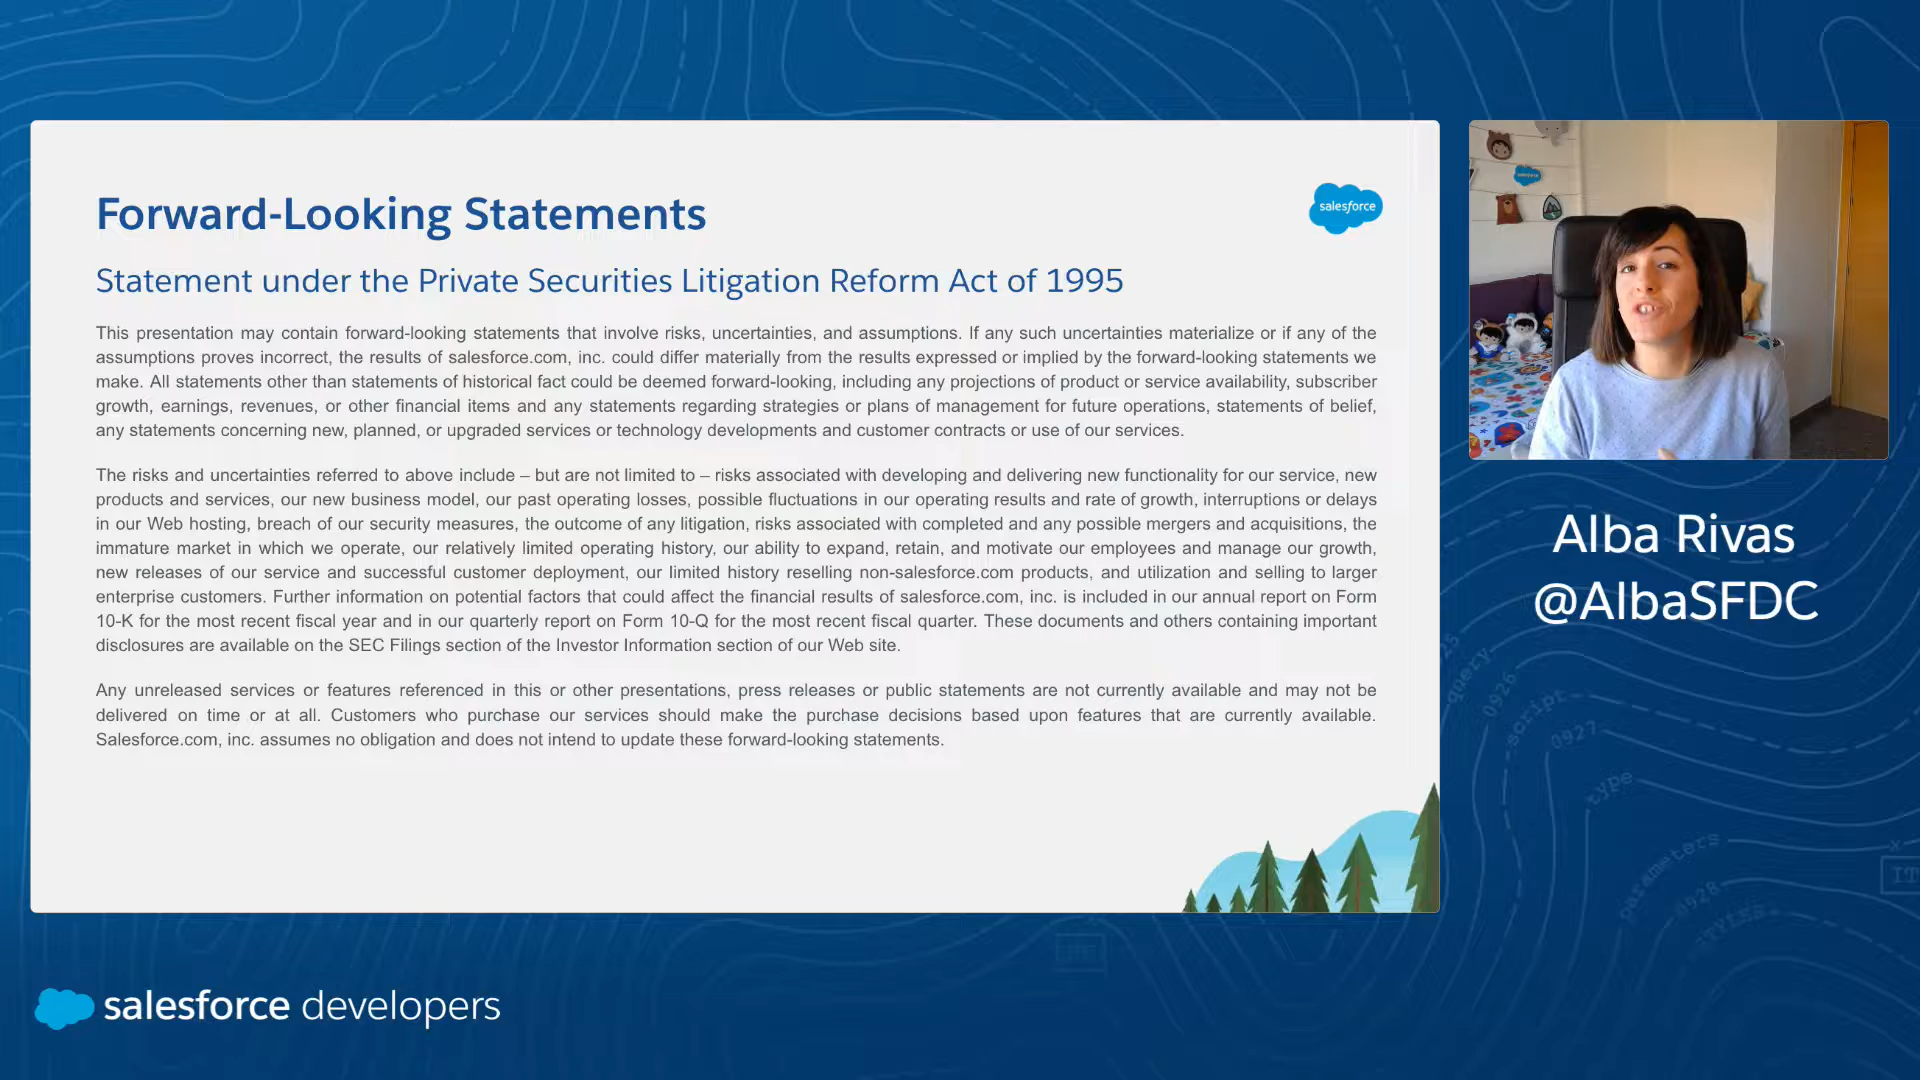 Forward-Looking Statements
salesforce
Statement under the Private Securities Litigation Reform Act of 1995
This presentation may contain forward-looking statements that involve risks, uncertainties, and assumptions. If any such uncertainties materialize or if any of the
assumptions proves incorrect, the results of salesforce.com, inc. could differ materially from the results expressed or implied by the forward-looking statements we
make. All statements other than statements of historical fact could be deemed forward-looking, including any projections of product or service availability, subscriber
growth, earnings, revenues, or other financial items and any statements regarding strategies or plans of management for future operations, statements of belief,
any statements concerning new, planned, or upgraded services or technology developments and customer contracts or use of our services.
The risks and uncertainties referred to above include – but are not limited to – risks associated with developing and delivering new functionality for our service, new
products and services, our new business model, our past operating losses, possible fluctuations in our operating results and rate of growth, interruptions or delays
in our Web hosting, breach of our security measures, the outcome of any litigation, risks associated with completed and any possible mergers and acquisitions, the
immature market in which we operate, our relatively limited operating history, our ability to expand, retain, and motivate our employees and manage our growth,
new releases of our service and successful customer deployment, our limited history reselling non-salesforce.com products, and utilization and selling to larger
enterprise customers. Further information on potential factors that could affect the financial results of salesforce.com, inc. is included in our annual report on Form
10-K for the most recent fiscal year and in our quarterly report on Form 10-Q for the most recent fiscal quarter. These documents and others containing important
disclosures are available on the SEC Filings section of the Investor Information section of our Web site.
Any unreleased services or features referenced in this or other presentations, press releases or public statements are not currently available and may not be
delivered on time or at all. Customers who purchase our services should make the purchase decisions based upon features that are currently available.
Salesforce.com, inc. assumes no obligation and does not intend to update these forward-looking statements.
Alba Rivas
@AlbaSFDC
query
0926
script
0927
type
parameters
0928
salesforce developers